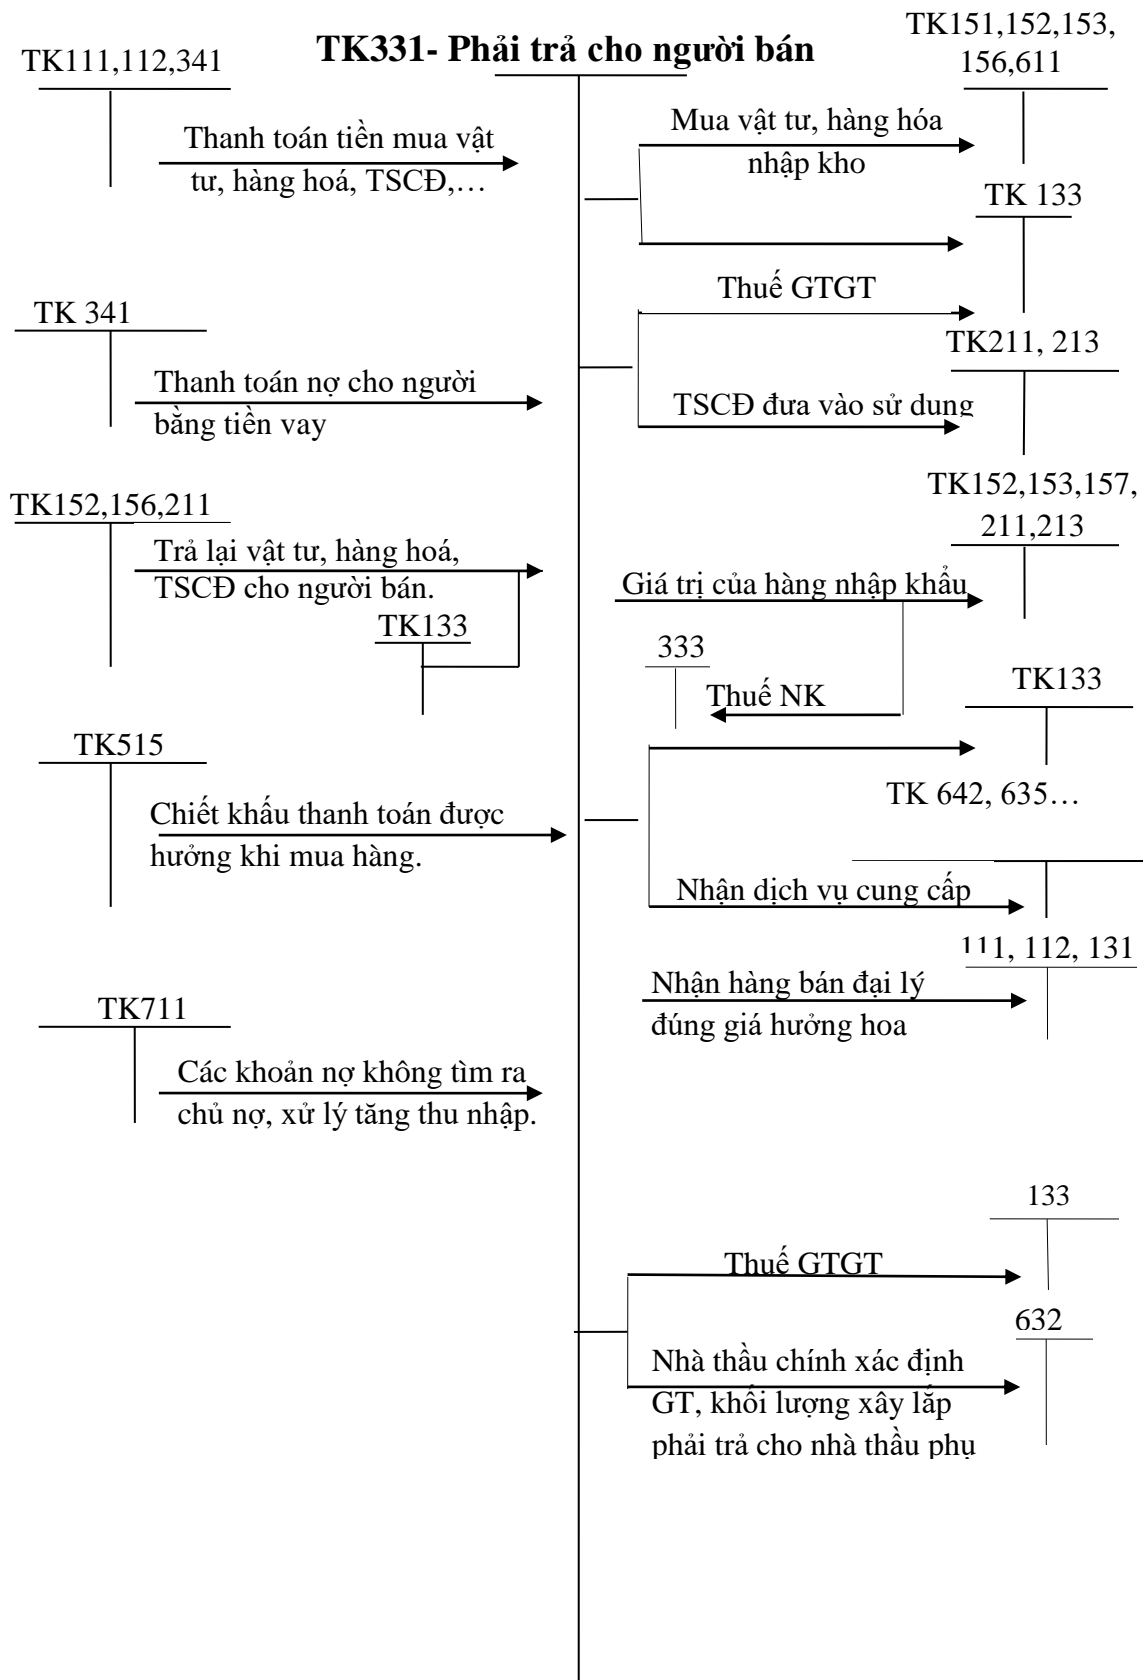 TK331- Phải trả cho người bán
TK111,112,341
Thanh toán tiền mua vật
tư, hàng hoá, TSCĐ,…
TK 341
Thanh toán nợ cho người
bằng tiền vay
TK152,156,211
Trả lại vật tư, hàng hoá,
TSCĐ cho người bán.
TK133
TK515
Chiết khấu thanh toán được
hưởng khi mua hàng.
TK711
Các khoản nợ không tìm ra
chủ nợ, xử lý tăng thu nhập.
TK151,152,153,
156,611
Mua vật tư, hàng hóa
nhập kho
TK 133
Thuế GTGT
TK211, 213
TSCĐ đưa vào sử dung
TK152,153,157,
211,213
Giá trị của hàng nhập khẩu
333
Thuế NK
TK133
TK 642, 635…
Nhận dịch vụ cung cấp
111, 112, 131
Nhận hàng bán đại lý
đúng giá hưởng hoa
133
Thuế GTGT
632
Nhà thầu chính xác định
GT, khối lượng xây lắp
phải trả cho nhà thầu phụ